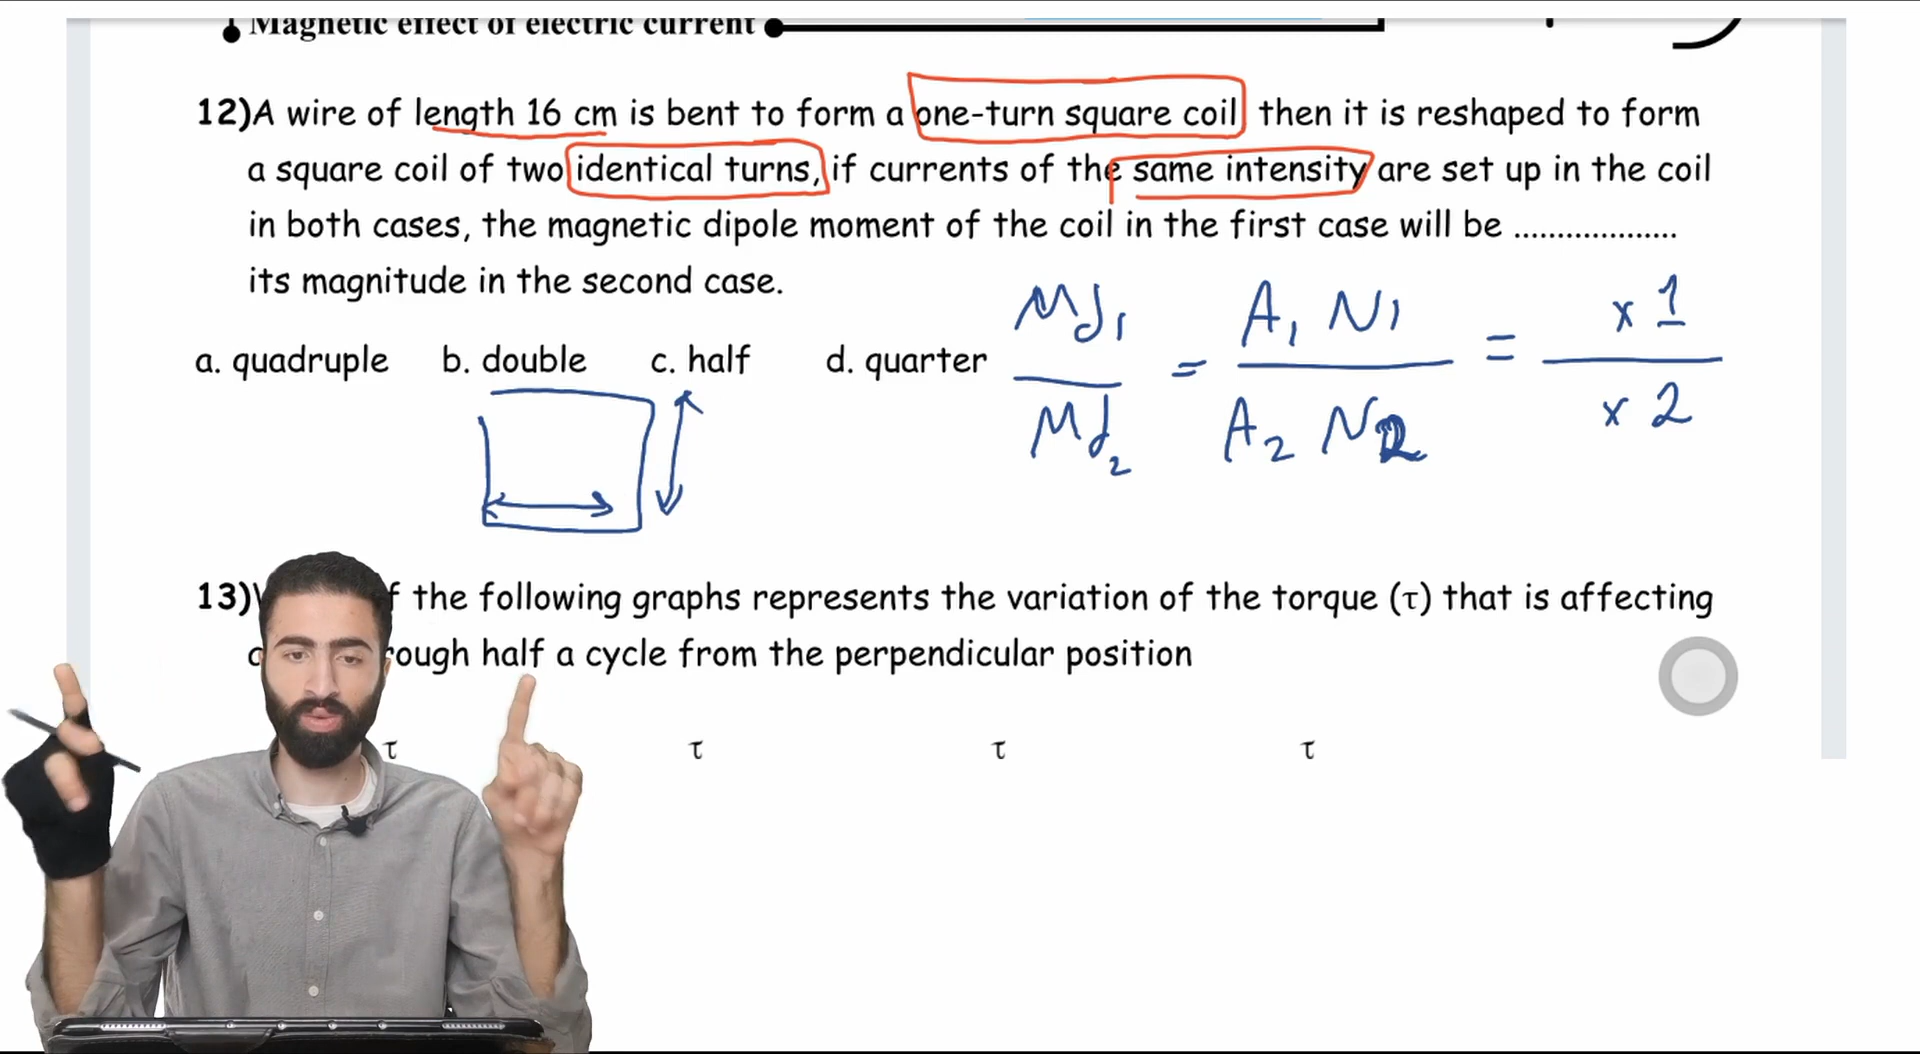 Magnetic effect of electric current
12)A wire of length 16 cm is bent to form a one-turn square coil then it is reshaped to form
a square coil of two identical turns, if currents of the same intensity are set up in the coil
in both cases, the magnetic dipole moment of the coil in the first case will be ...................
its magnitude in the second case.
a. quadruple b. double c. half d. quarter
Md1 / Md2 = A1 N1 / A2 N2 = x 1 / x 2
13) f the following graphs represents the variation of the torque (τ) that is affecting
rough half a cycle from the perpendicular position
τ τ τ τ